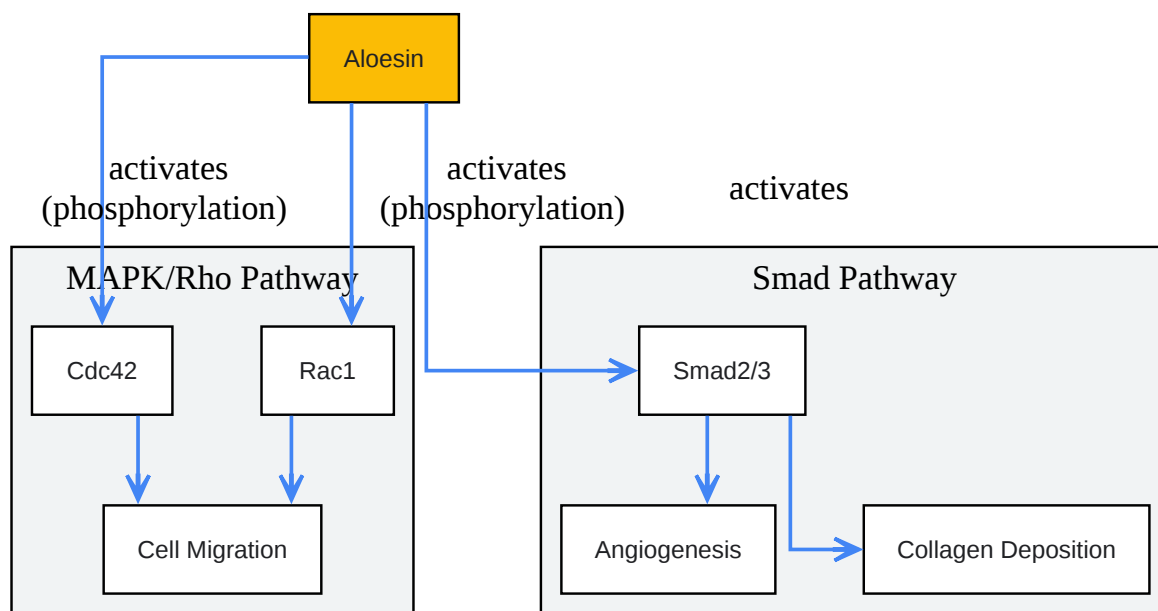 Aloesin
activates
(phosphorylation)
activates
(phosphorylation)
activates
MAPK/Rho Pathway
Smad Pathway
Cdc42
Rac1
Smad2/3
Cell Migration
Angiogenesis
Collagen Deposition